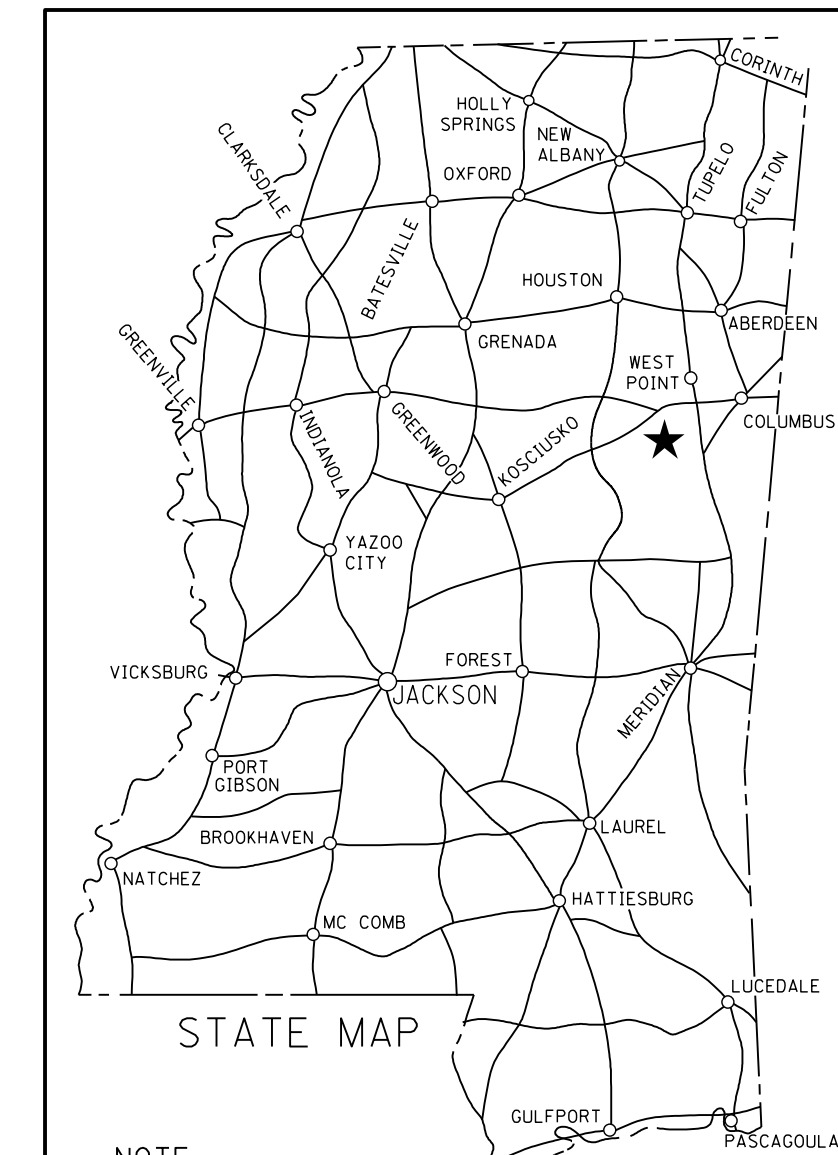 CORINTH
HOLLY
SPRINGS
NEW
ALBANY
CLARKSDALE
OXFORD
TUPELO
FULTON
BATESVILLE
HOUSTON
ABERDEEN
GREENVILLE
GRENADA
WEST
POINT
COLUMBUS
INDIANOLA
GREENWOOD
KOSCIUSKO
YAZOO
CITY
VICKSBURG
FOREST
JACKSON
MERIDIAN
PORT
GIBSON
BROOKHAVEN
LAUREL
NATCHEZ
HATTIESBURG
MC COMB
LUCEDALE
STATE MAP
GULFPORT
PASCAGOULA
NOTE